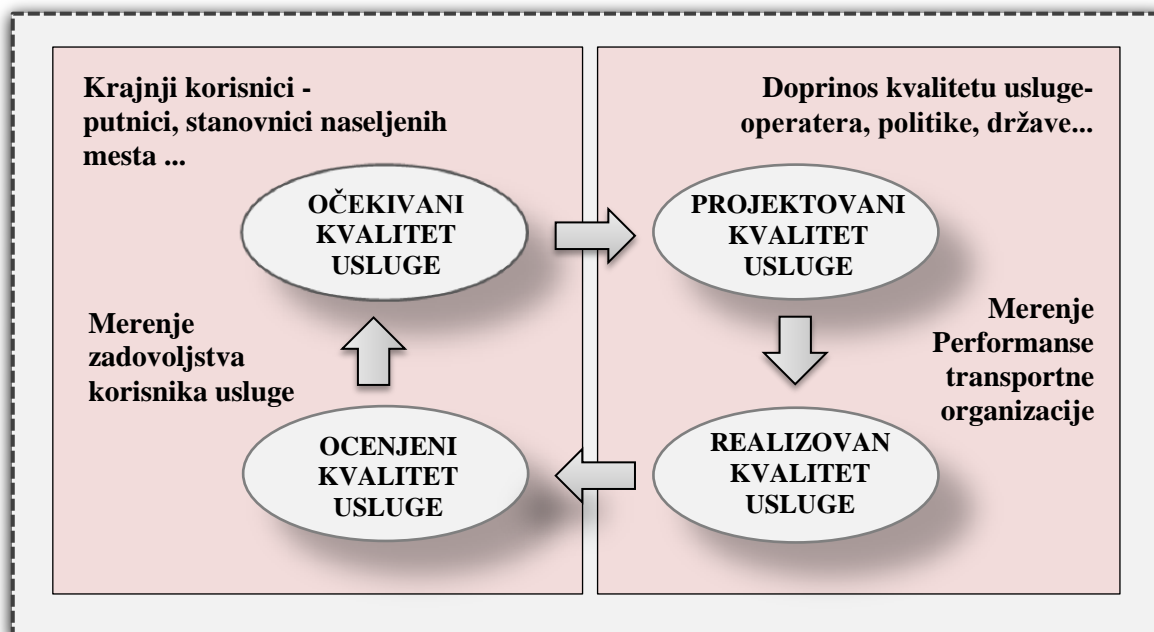 Krajnji korisnici -
putnici, stanovnici naseljenih
mesta ...
OČEKIVANI
KVALITET
USLUGE
Merenje
zadovoljstva
korisnika usluge
OCENJENI
KVALITET
USLUGE
Doprinos kvalitetu usluge-
operatera, politike, države...
PROJEKTOVANI
KVALITET
USLUGE
Merenje
Performanse
transportne
organizacije
REALIZOVAN
KVALITET
USLUGE